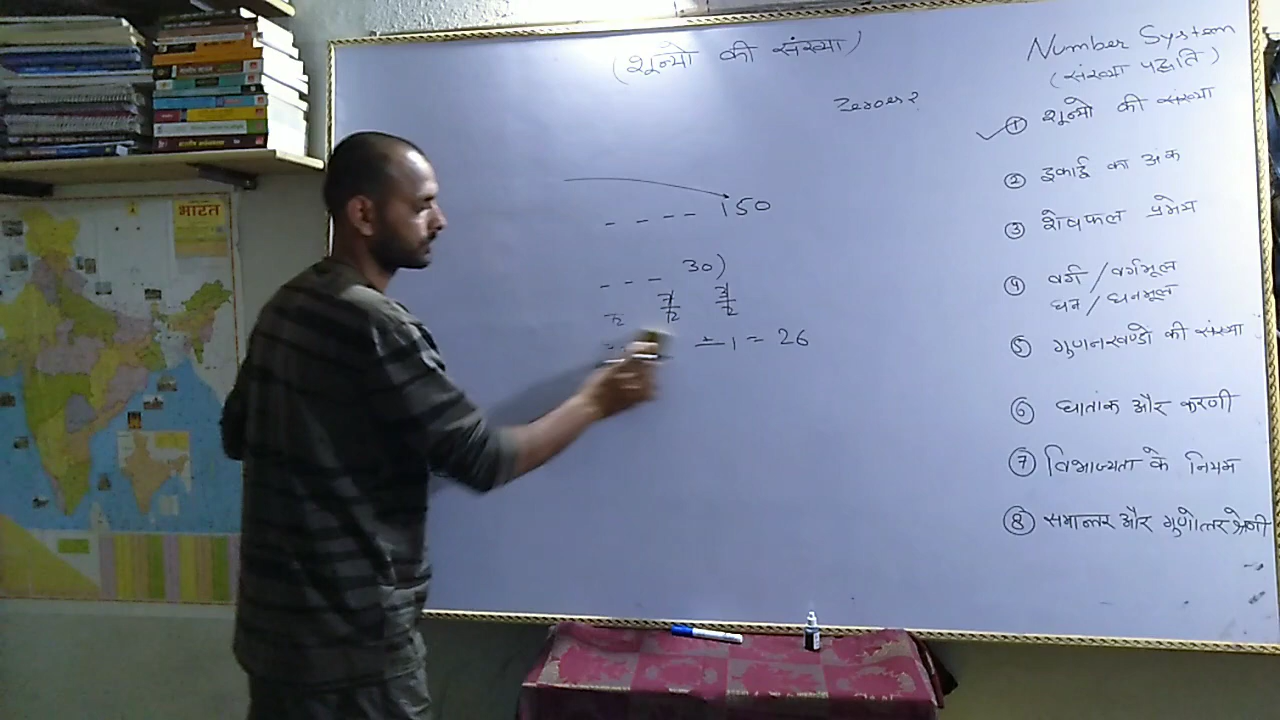 (शून्यो की संख्या)
Zeroes?
---- 150
--- 30)
1 = 26
Number System
(संख्या पद्धति)
① शून्यो की संख्या
② इकाई का अंक
③ शेषफल प्रमेय
④ वर्ग / वर्गमूल
घन / घनमूल
⑤ गुणनखण्डो की संख्या
⑥ घातांक और करणी
⑦ विभाज्यता के नियम
⑧ समान्तर और गुणोत्तर श्रेणी
भारत